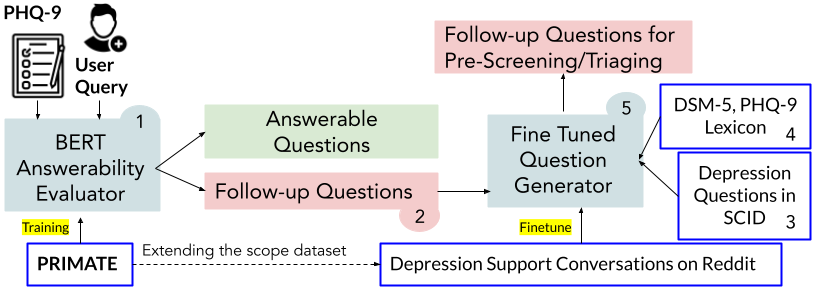 PHQ-9
User
Query
1
BERT
Answerability
Evaluator
Answerable
Questions
Follow-up Questions
2
Follow-up Questions for
Pre-Screening/Triaging
5
Fine Tuned
Question
Generator
DSM-5, PHQ-9
Lexicon 4
Depression
Questions in
SCID 3
Training
Finetune
PRIMATE
Extending the scope dataset
Depression Support Conversations on Reddit